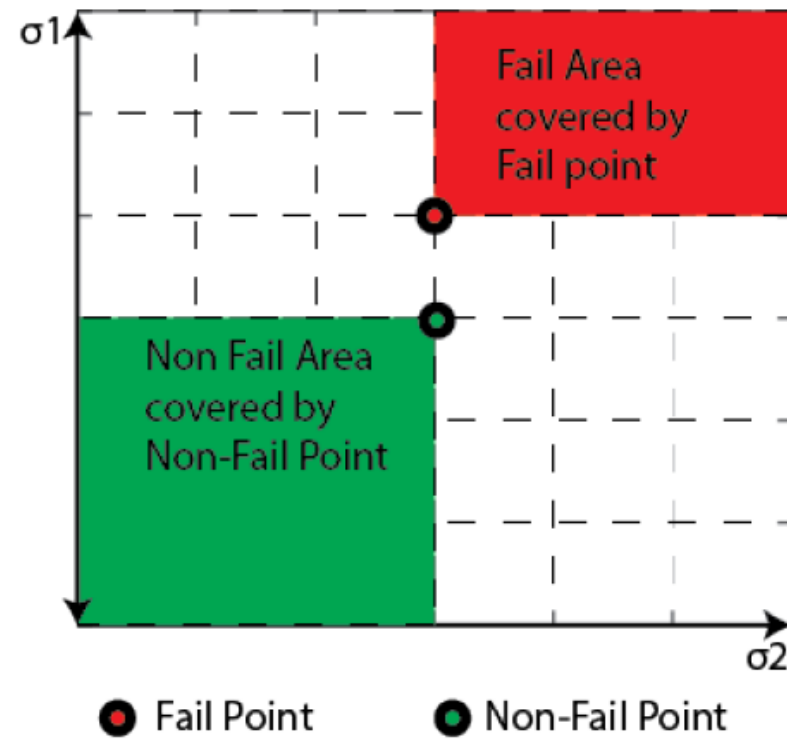 σ1
Fail Area
covered by
Fail point
Non Fail Area
covered by
Non-Fail Point
σ2
Fail Point
Non-Fail Point